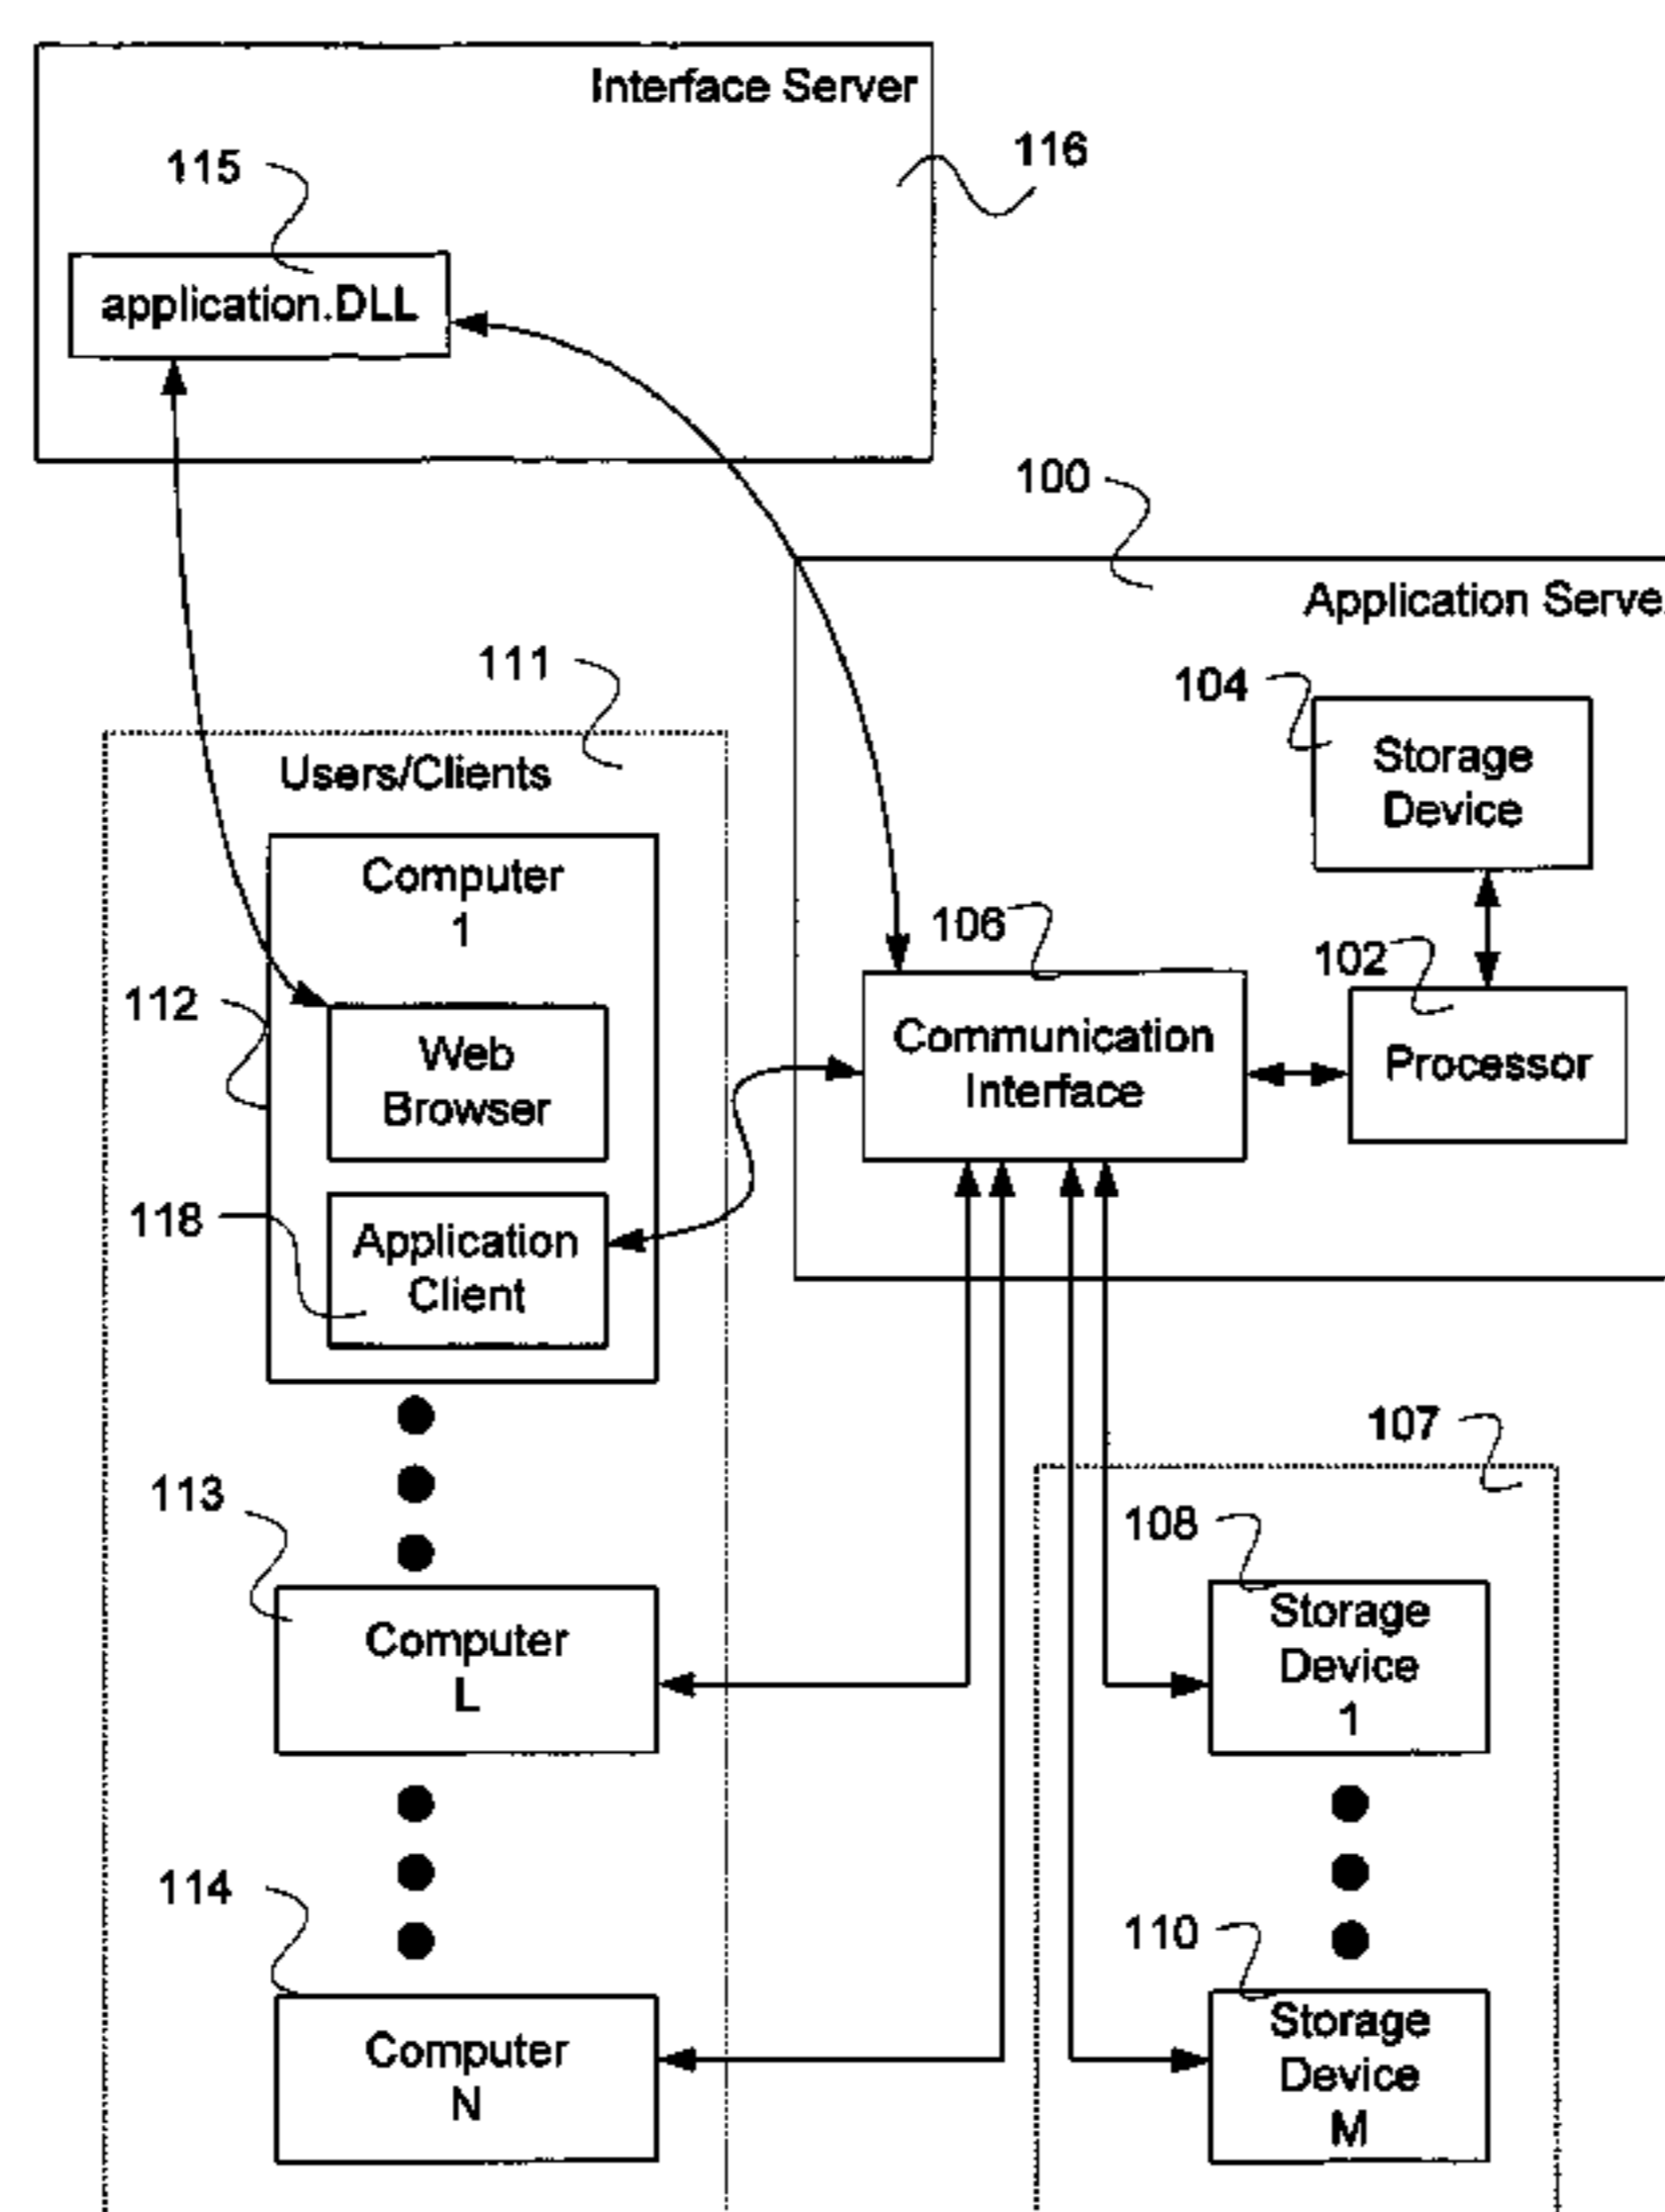 Interface Server
116
115
application.DLL
100
Application Serve
111
104
Users/Clients
Storage
Device
Computer
1
106
102
112
Web
Browser
Communication
Interface
Processor
118
Application
Client
107
113
108
Computer
L
Storage
Device
1
114
110
Computer
N
Storage
Device
M